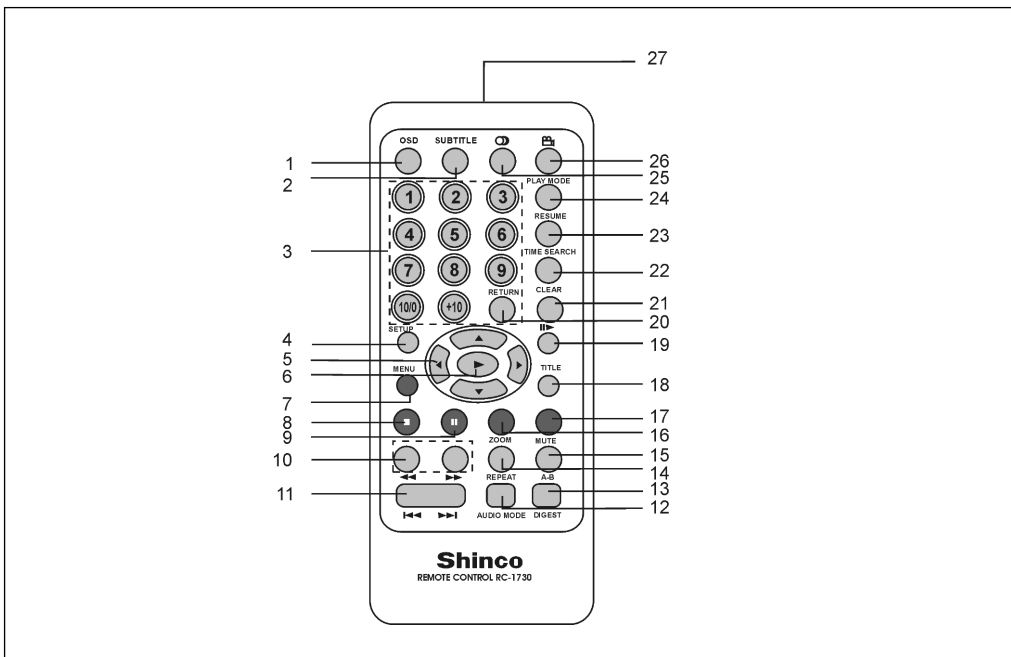 27
OSD SUBTITLE
1 26
2 25
PLAY MODE
1 2 3 24
RESUME
4 5 6 23
3
TIME SEARCH
7 8 9 22
RETURN CLEAR
10/0 +10 21
20
SETUP
4 19
5
6
MENU TITLE
18
7
8 17
9 16
ZOOM MUTE
10 15
14
REPEAT A-B
11 13
12
AUDIO MODE DIGEST
Shinco
REMOTE CONTROL RC-1730